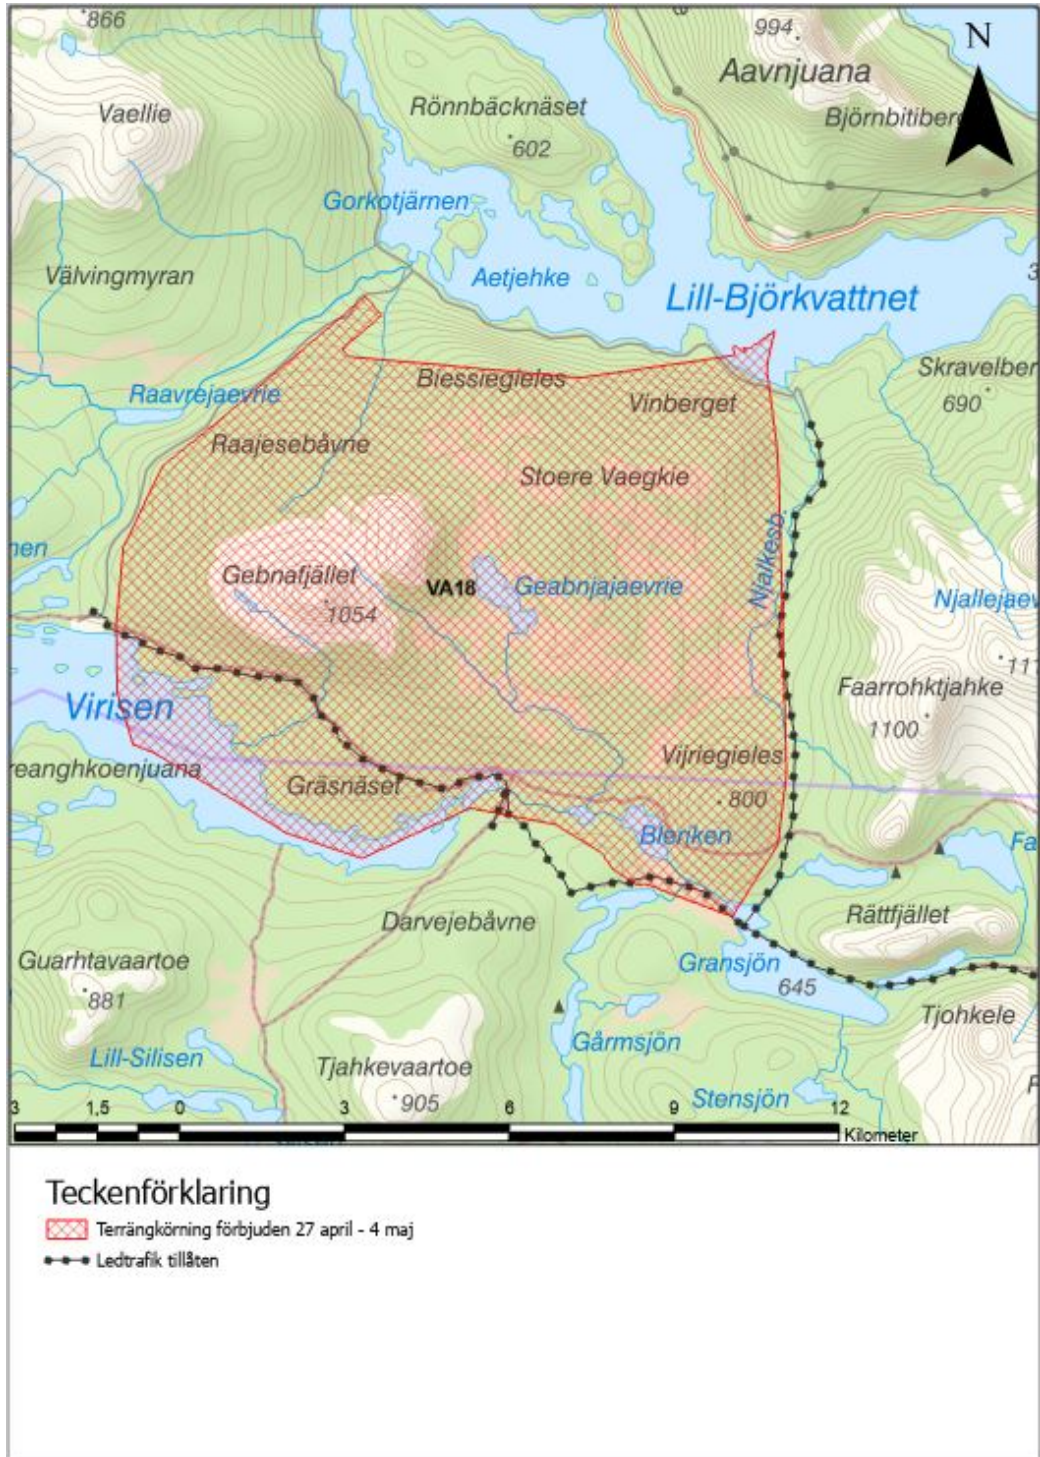 866
994
N
Aavnjuana
Vaellie
Rönnbäcknäset
Björnbitiber
602
Gorkotjärnen
Välvingmyran
Aetjehke
Lill-Björkvattnet
Skravelber
690
Raavrejaevrie
Biessiegieles
Vinberget
Raajesebåvne
Stoere Vaegkie
Njalkesb.
Gebnafjället
1054
VA18
Geabnjajaevrie
Njallejaev
Faarrohktjahke
1100
Virisen
reanghkoenjuana
Vijriegieles
Gräsnäset
800
Bleriken
Fa
Darvejebåvne
Rättfjället
Guarhtavaartoe
881
Gransjön
645
Tjohkele
Gårmsjön
Lill-Silisen
Tjahkevaartoe
905
Stensjön
3 1,5 0 3 6 9 12
Kilometer
Teckenförklaring
Terrängkörning förbjuden 27 april - 4 maj
Ledtrafik tillåten